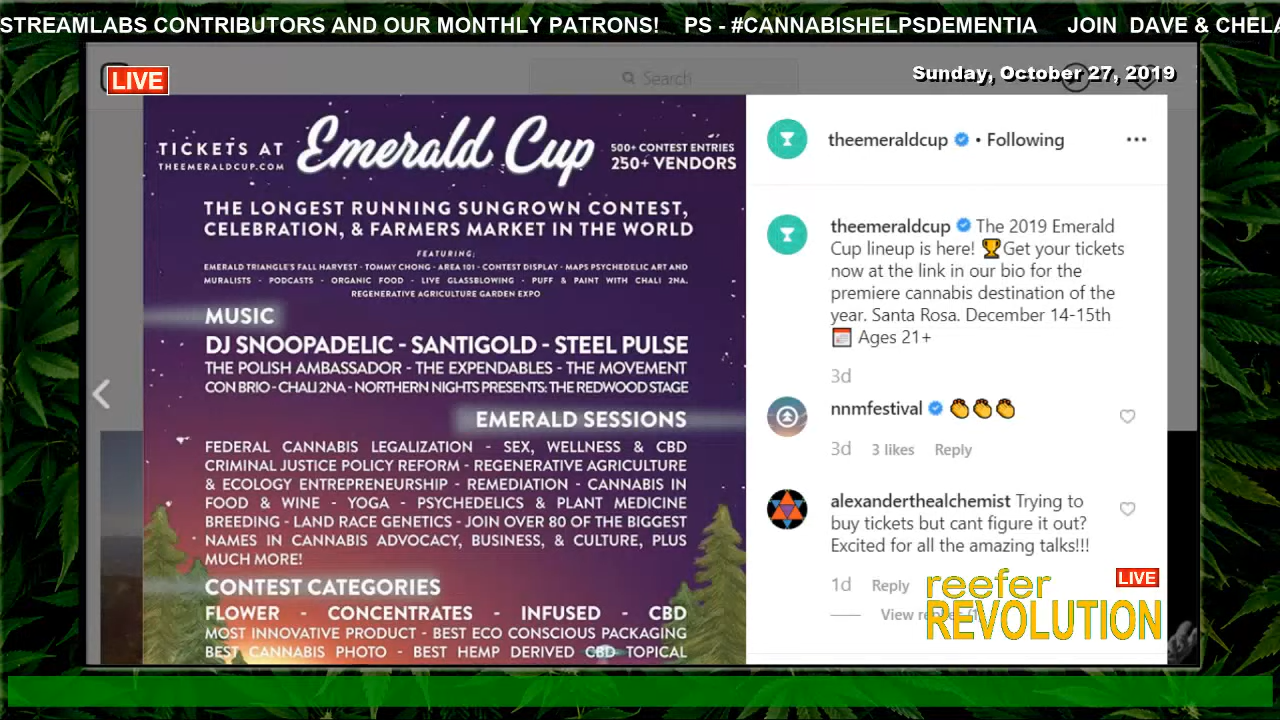 STREAMLABS CONTRIBUTORS AND OUR MONTHLY PATRONS! PS - #CANNABISHELPSDEMENTIA JOIN DAVE &
LIVE
Search
Sunday, October 27, 2019
TICKETS AT
THEEMERALDCUP.COM
Emerald Cup
500+ CONTEST ENTRIES
250+ VENDORS
THE LONGEST RUNNING SUNGROWN CONTEST,
CELEBRATION, & FARMERS MARKET IN THE WORLD
FEATURING:
EMERALD TRIANGLE'S FALL HARVEST - TOMMY CHONG - AREA 101 - CONTEST DISPLAY - MAPS PSYCHEDELIC ART AND
MURALISTS - PODCASTS - ORGANIC FOOD - LIVE GLASSBLOWING - PUFF & PAINT WITH CHALI 2NA.
REGENERATIVE AGRICULTURE GARDEN EXPO
MUSIC
DJ SNOOPADELIC - SANTIGOLD - STEEL PULSE
THE POLISH AMBASSADOR - THE EXPENDABLES - THE MOVEMENT
CON BRIO - CHALI 2NA - NORTHERN NIGHTS PRESENTS: THE REDWOOD STAGE
EMERALD SESSIONS
FEDERAL CANNABIS LEGALIZATION - SEX, WELLNESS & CBD
CRIMINAL JUSTICE POLICY REFORM - REGENERATIVE AGRICULTURE
& ECOLOGY ENTREPRENEURSHIP - REMEDIATION - CANNABIS IN
FOOD & WINE - YOGA - PSYCHEDELICS & PLANT MEDICINE
BREEDING - LAND RACE GENETICS - JOIN OVER 80 OF THE BIGGEST
NAMES IN CANNABIS ADVOCACY, BUSINESS, & CULTURE, PLUS
MUCH MORE!
CONTEST CATEGORIES
FLOWER - CONCENTRATES - INFUSED - CBD
MOST INNOVATIVE PRODUCT - BEST ECO CONSCIOUS PACKAGING
BEST CANNABIS PHOTO - BEST HEMP DERIVED CBD TOPICAL
theemeraldcup • Following
theemeraldcup The 2019 Emerald
Cup lineup is here! 🏆Get your tickets
now at the link in our bio for the
premiere cannabis destination of the
year. Santa Rosa. December 14-15th
📅 Ages 21+
3d
nnmfestival 👏👏👏
3d 3 likes Reply
alexanderthealchemist Trying to
buy tickets but cant figure it out?
Excited for all the amazing talks!!!
1d Reply
View
reefer
LIVE
REVOLUTION